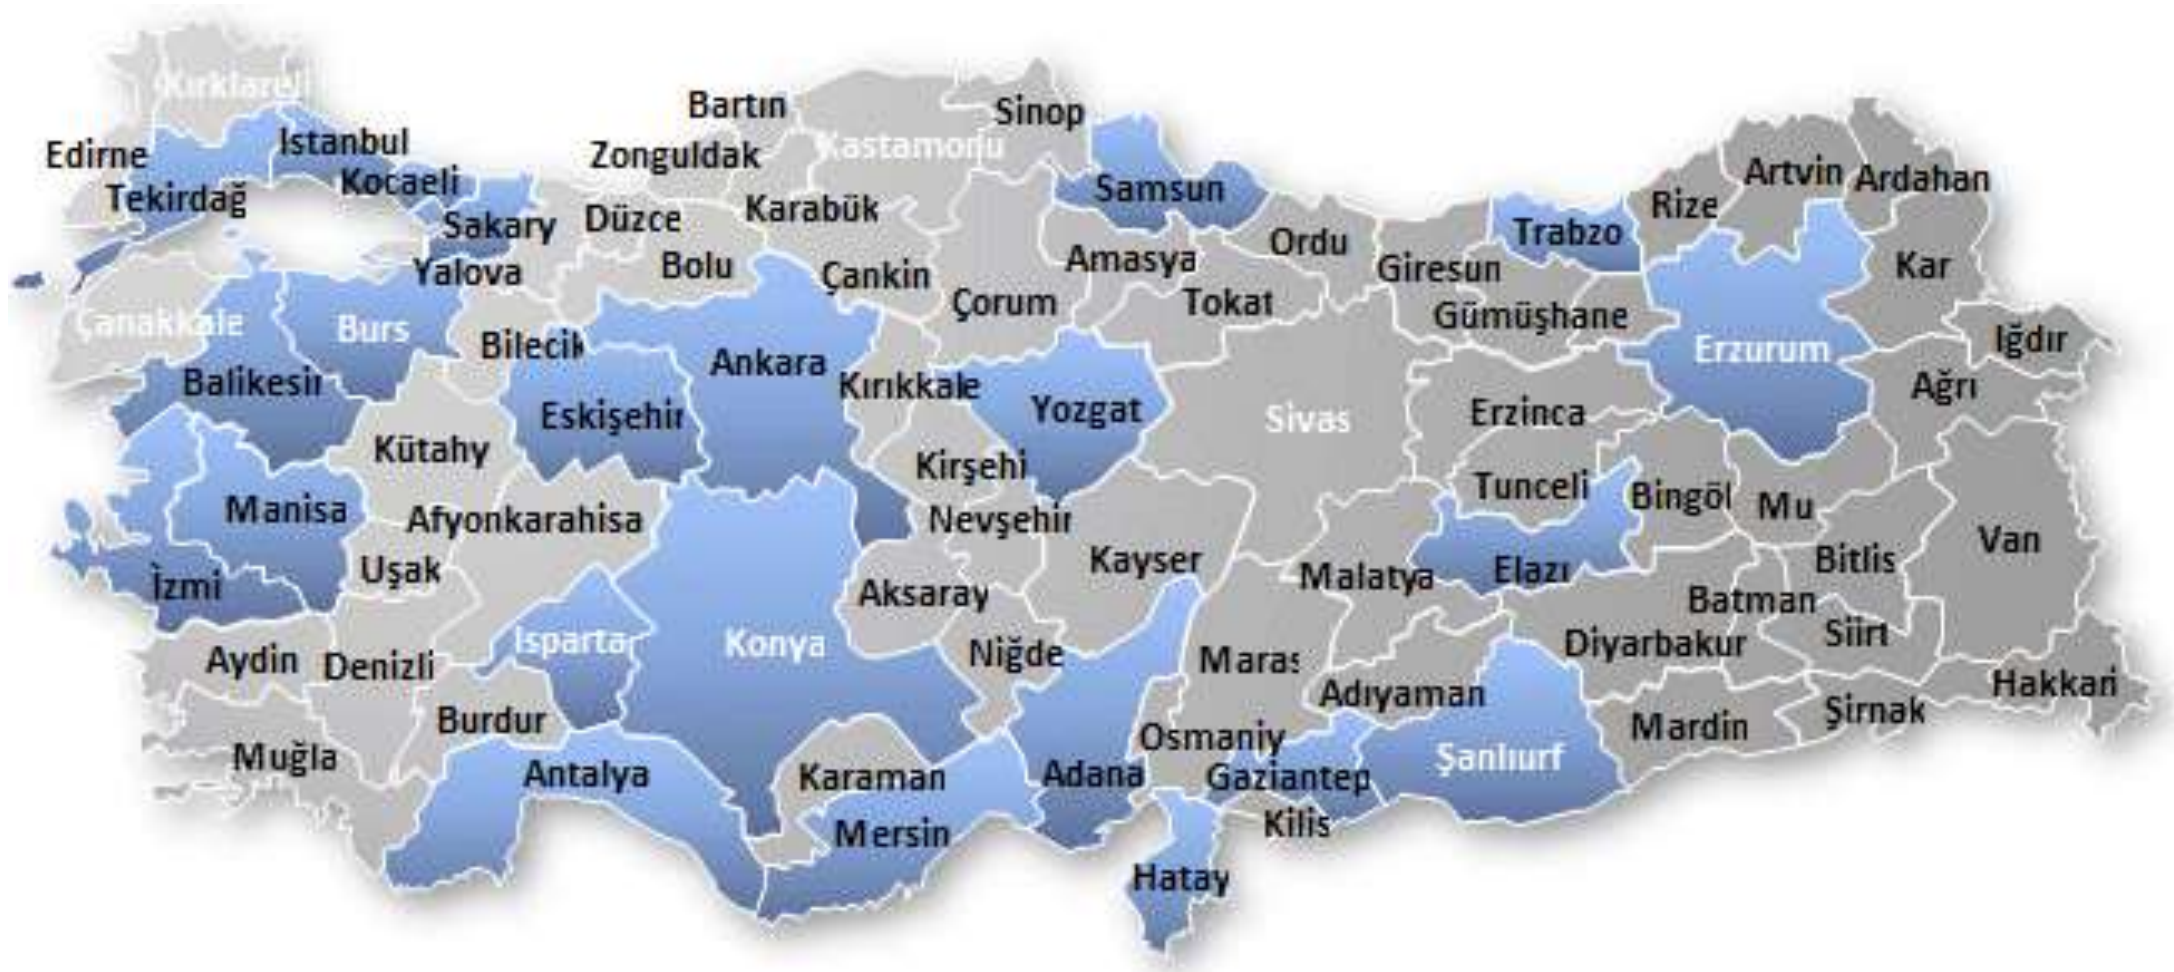 Kırklareli
Bartın
Sinop
Kastamonu
Edirne
Istanbul
Zonguldak
Kocaeli
Tekirdağ
Samsun
Artvin
Ardahan
Rize
Karabük
Düzce
Sakary
Trabzo
Ordu
Yalova
Bolu
Çankin
Amasya
Giresun
Kar
Çorum
Tokat
Gümüşhane
Çanakkale
Burs
Bilecik
Ankara
Erzurum
Iğdır
Balikesir
Kırıkkale
Ağrı
Eskişehir
Yozgat
Sivas
Erzinca
Kütahy
Kirşehi
Tunceli
Bingöl
Mu
Manisa
Afyonkarahisa
Nevşehir
Van
Uşak
Kayser
Malatya
Elazı
Bitlis
İzmi
Aksaray
Batman
Isparta
Konya
Siirt
Diyarbakur
Aydin
Denizli
Niğde
Maraş
Adıyaman
Hakkari
Burdur
Osmaniy
Mardin
Şirnak
Muğla
Antalya
Karaman
Adana
Gaziantep
Şanlıurf
Mersin
Kilis
Hatay